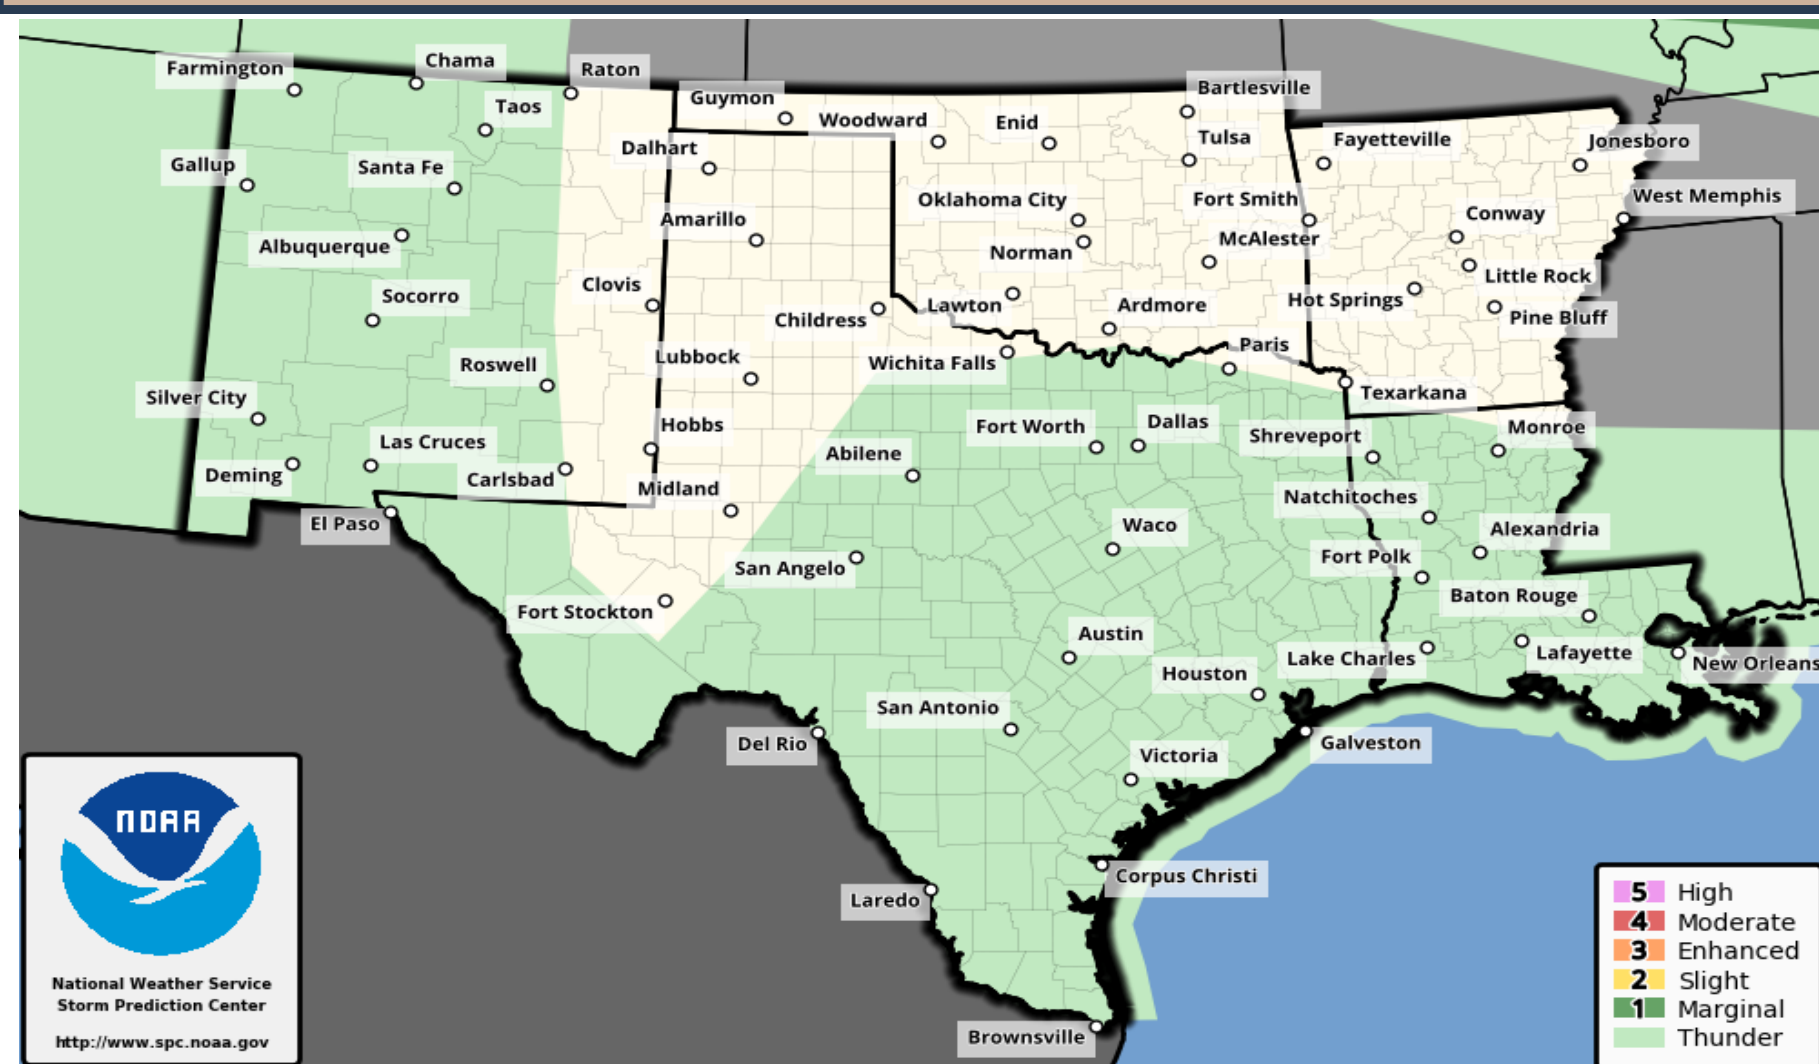 Farmington
Chama
Raton
Taos
Guymon
Bartlesville
Woodward
Enid
Tulsa
Fayetteville
Jonesboro
Dalhart
Gallup
Santa Fe
Oklahoma City
Fort Smith
West Memphis
Amarillo
Conway
Albuquerque
Norman
McAlester
Little Rock
Socorro
Clovis
Childress
Lawton
Ardmore
Hot Springs
Pine Bluff
Roswell
Lubbock
Wichita Falls
Paris
Silver City
Texarkana
Las Cruces
Hobbs
Fort Worth
Dallas
Shreveport
Monroe
Abilene
Deming
Carlsbad
Midland
Natchitoches
El Paso
Waco
Alexandria
San Angelo
Fort Polk
Baton Rouge
Fort Stockton
Austin
Lake Charles
Lafayette
New Orleans
Houston
San Antonio
Del Rio
Galveston
Victoria
Corpus Christi
Laredo
Brownsville
NOAA
National Weather Service
Storm Prediction Center
http://www.spc.noaa.gov
5 High
4 Moderate
3 Enhanced
2 Slight
1 Marginal
Thunder